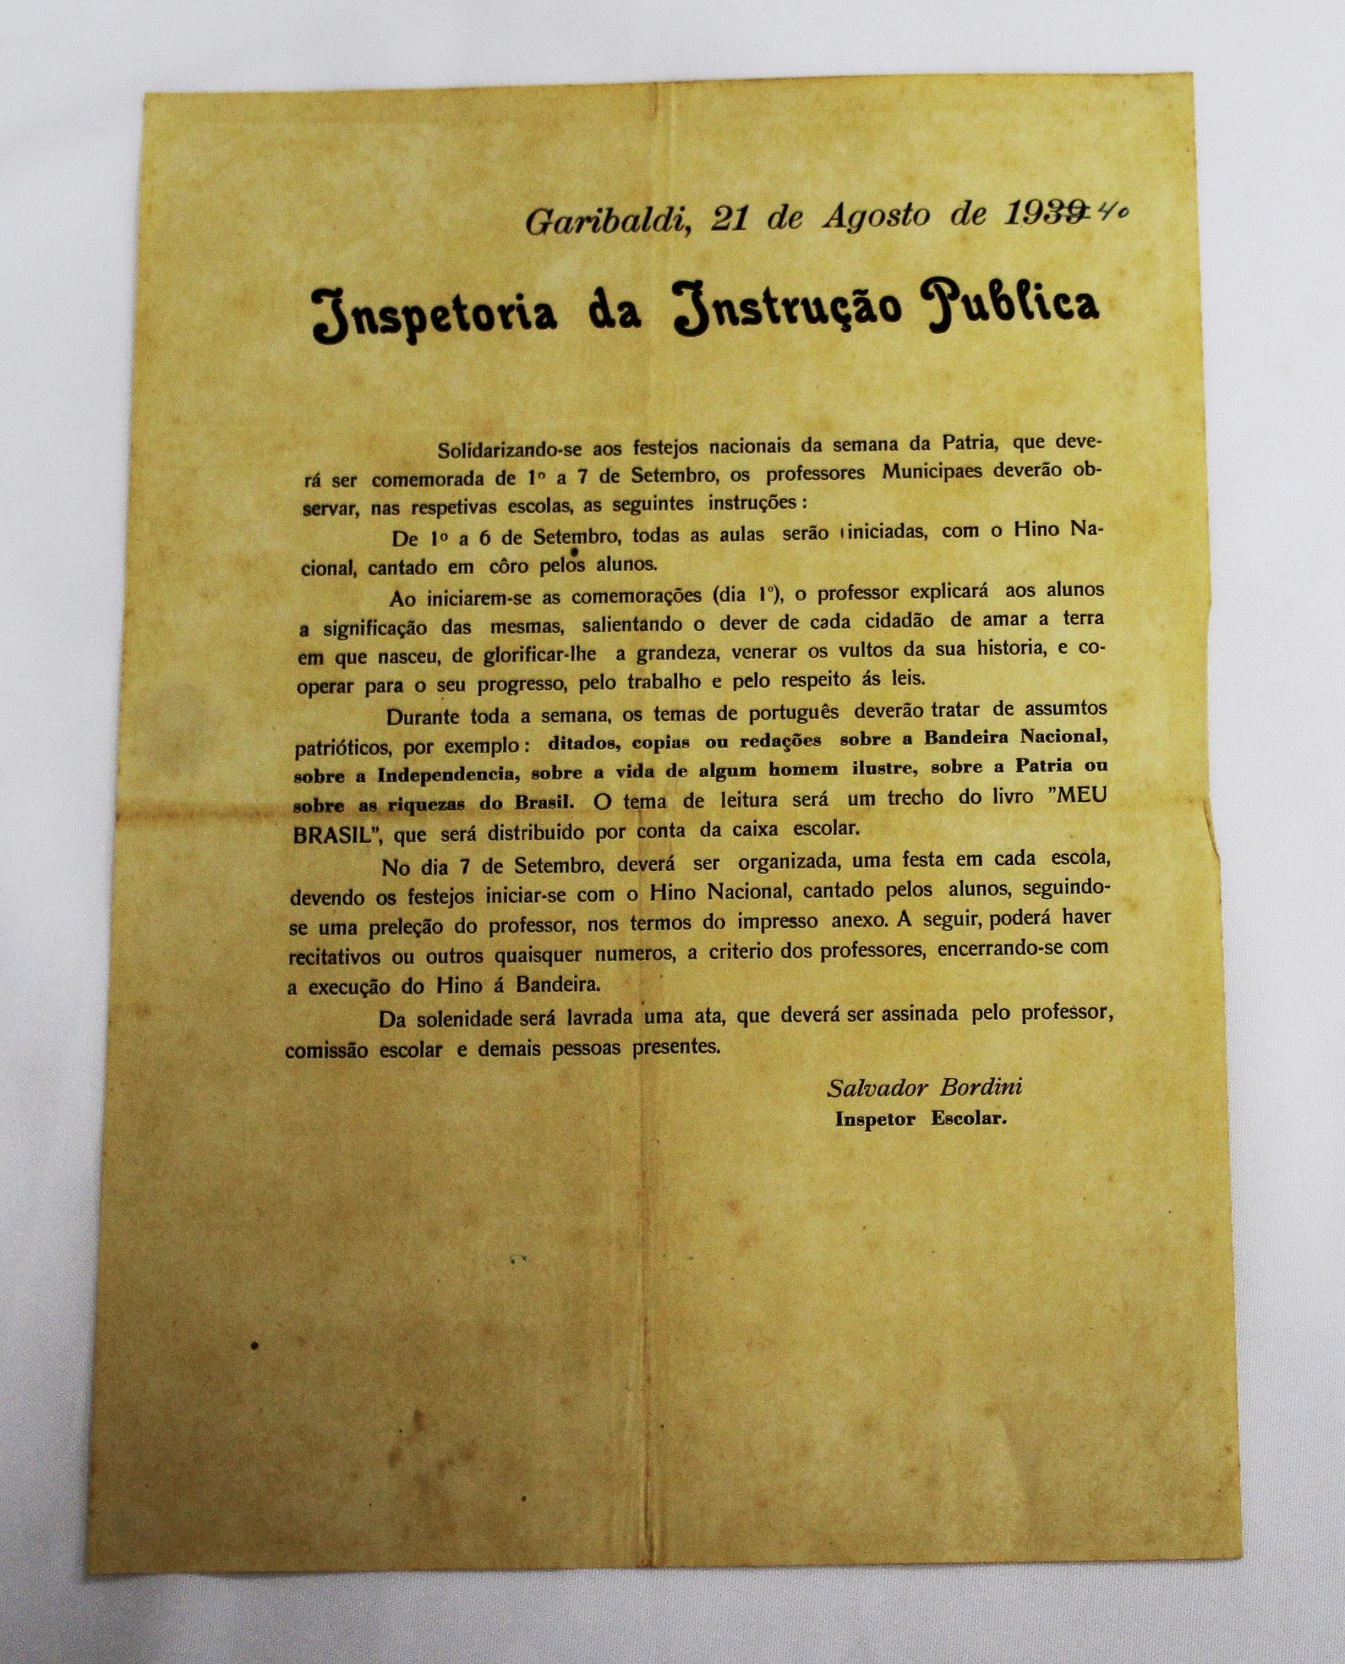 Garibaldi, 21 de Agosto de 1939 40
Inspetoria da Instrução Publica
Solidarizando-se aos festejos nacionais da semana da Patria, que deve-
rá ser comemorada de 1º a 7 de Setembro, os professores Municipaes deverão ob-
servar, nas respetivas escolas, as seguintes instruções :
De 1º a 6 de Setembro, todas as aulas serão iniciadas, com o Hino Na-
cional, cantado em côro pelos alunos.
Ao iniciarem-se as comemorações (dia 1º), o professor explicará aos alunos
a significação das mesmas, salientando o dever de cada cidadão de amar a terra
em que nasceu, de glorificar-lhe a grandeza, venerar os vultos da sua historia, e co-
operar para o seu progresso, pelo trabalho e pelo respeito ás leis.
Durante toda a semana, os temas de português deverão tratar de assumtos
patrióticos, por exemplo : ditados, copias ou redações sobre a Bandeira Nacional,
sobre a Independencia, sobre a vida de algum homem ilustre, sobre a Patria ou
sobre as riquezas do Brasil. O tema de leitura será um trecho do livro ”MEU
BRASIL”, que será distribuido por conta da caixa escolar.
No dia 7 de Setembro, deverá ser organizada, uma festa em cada escola,
devendo os festejos iniciar-se com o Hino Nacional, cantado pelos alunos, seguindo-
se uma preleção do professor, nos termos do impresso anexo. A seguir, poderá haver
recitativos ou outros quaisquer numeros, a criterio dos professores, encerrando-se com
a execução do Hino á Bandeira.
Da solenidade será lavrada uma ata, que deverá ser assinada pelo professor,
comissão escolar e demais pessoas presentes.
Salvador Bordini
Inspetor Escolar.